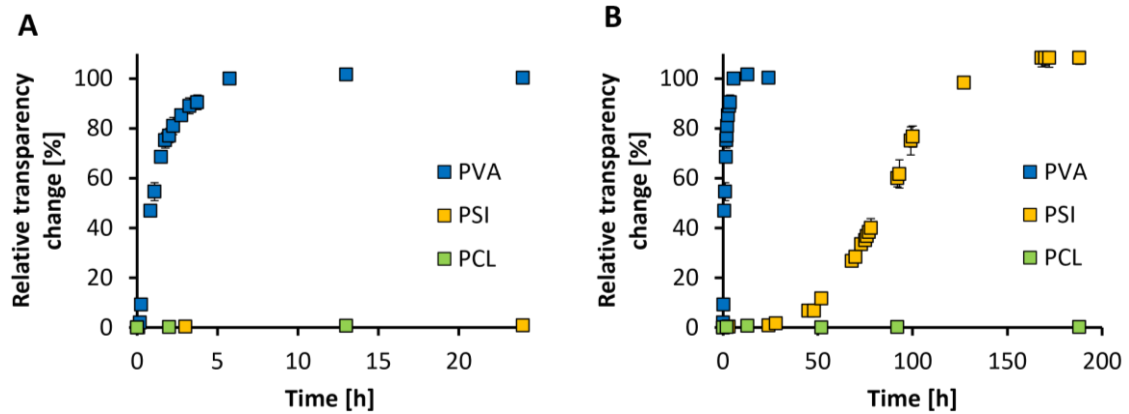 A
Relative transparency
change [%]
100
80
60
40
20
0
0 5 10 15 20
Time [h]
PVA
PSI
PCL
B
Relative transparency
change [%]
100
80
60
40
20
0
0 50 100 150 200
Time [h]
PVA
PSI
PCL